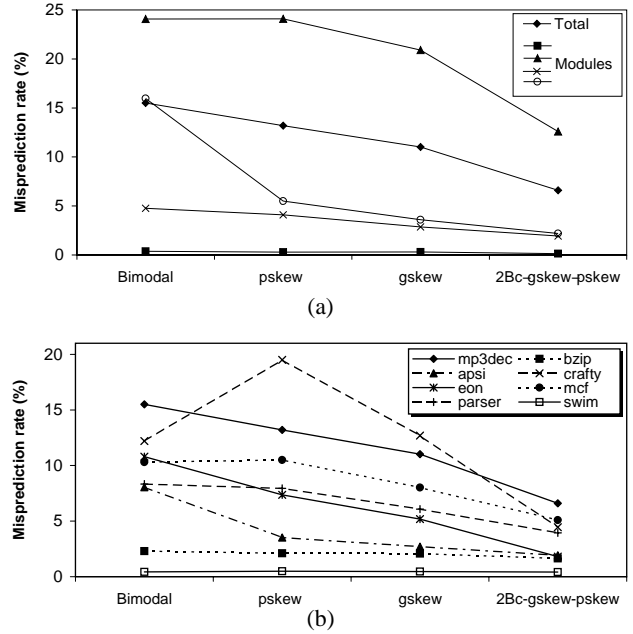 25
20
15
10
5
0
Misprediction rate (%)
Total
Modules
Bimodal pskew gskew 2Bc-gskew-pskew
(a)
20
15
10
5
0
Misprediction rate (%)
mp3dec bzip
apsi crafty
eon mcf
parser swim
Bimodal pskew gskew 2Bc-gskew-pskew
(b)